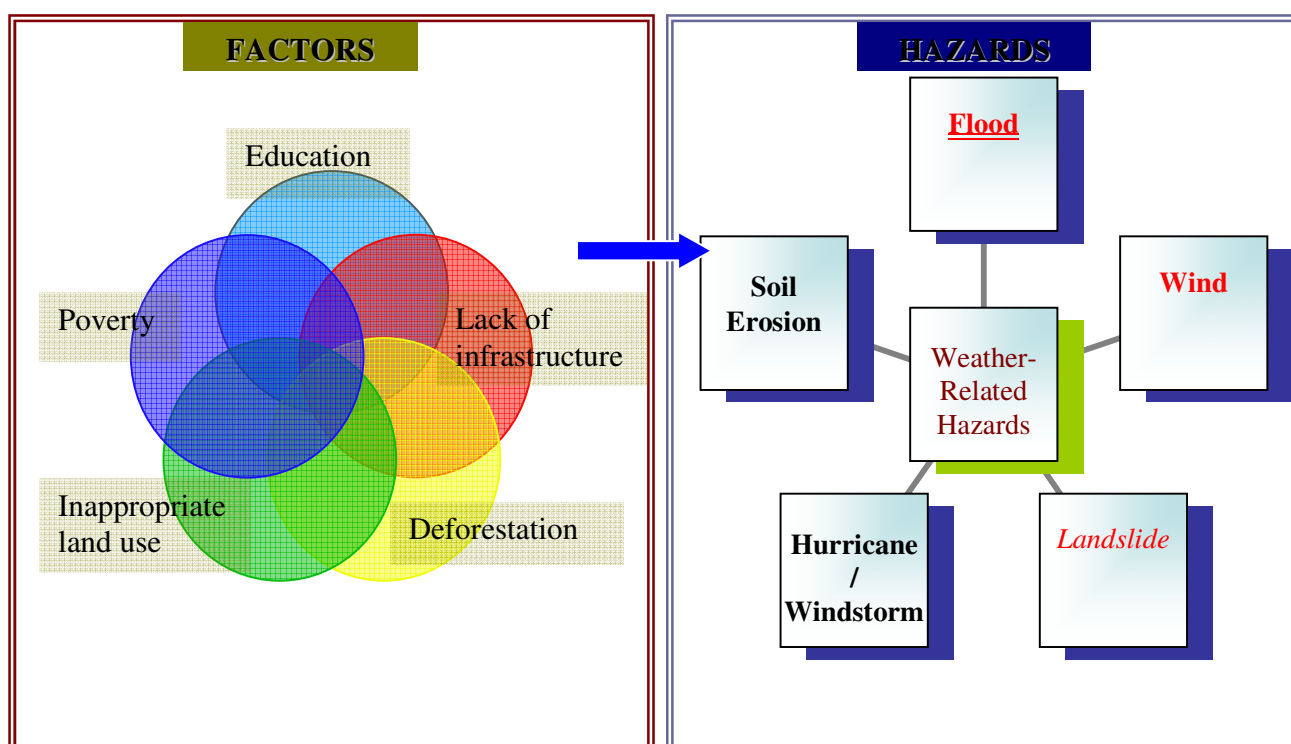 FACTORS
Education
Poverty
Lack of
infrastructure
Inappropriate
land use
Deforestation
HAZARDS
Flood
Soil
Erosion
Wind
Weather-
Related
Hazards
Hurricane
/
Windstorm
Landslide